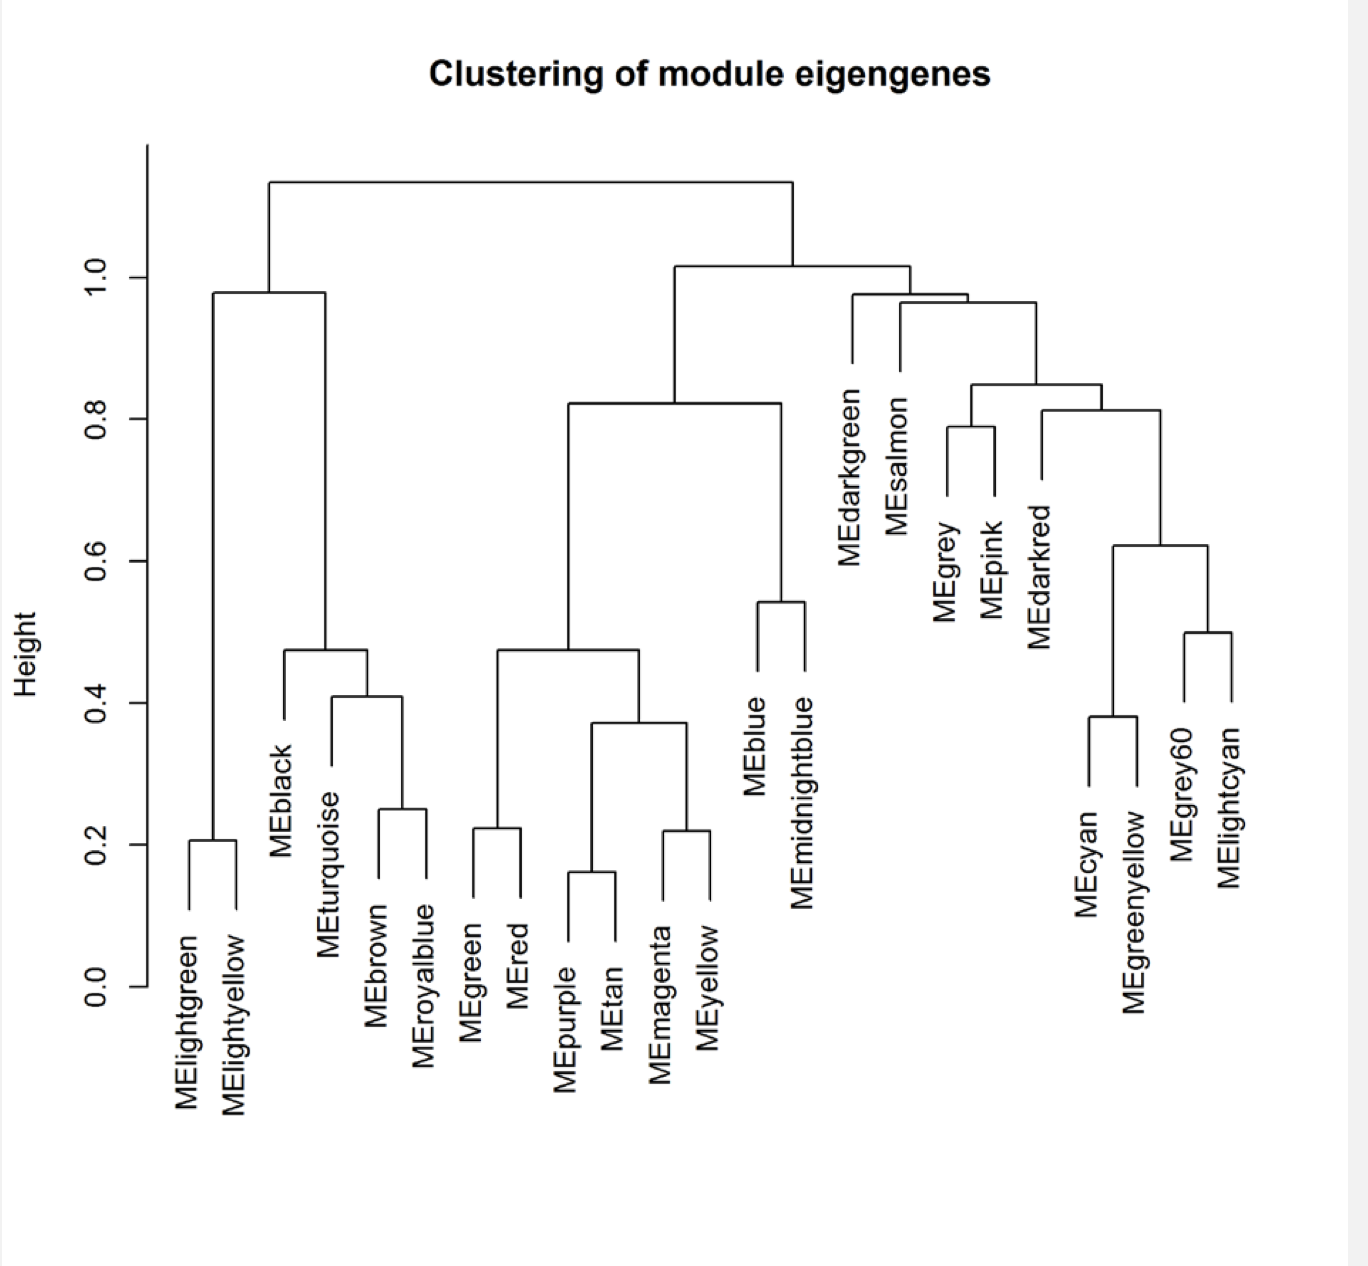 Clustering of module eigengenes
Height
1.0
0.8
0.6
0.4
0.2
0.0
MElightgreen
MElightyellow
MEblack
MEturquoise
MEbrown
MEroyalblue
MEgreen
MEred
MEpurple
MEtan
MEmagenta
MEyellow
MEblue
MEmidnightblue
MEdarkgreen
MEsalmon
MEgrey
MEpink
MEdarkred
MEcyan
MEgreenyellow
MEgrey60
MElightcyan